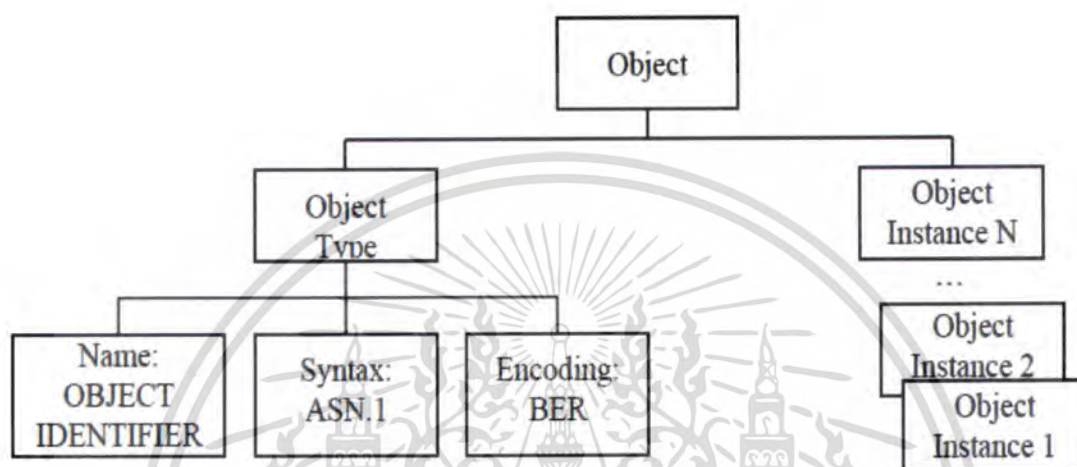 Object
Object
Type
Object
Instance N
...
Object
Instance 2
Object
Instance 1
Name:
OBJECT
IDENTIFIER
Syntax:
ASN.1
Encoding:
BER